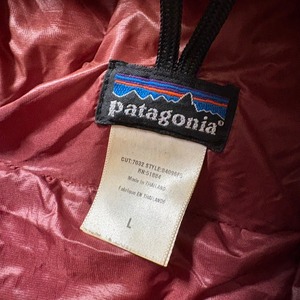 patagonia®
RN 51884
Made in THAILAND
Fabriqué EN THAILANDE
L